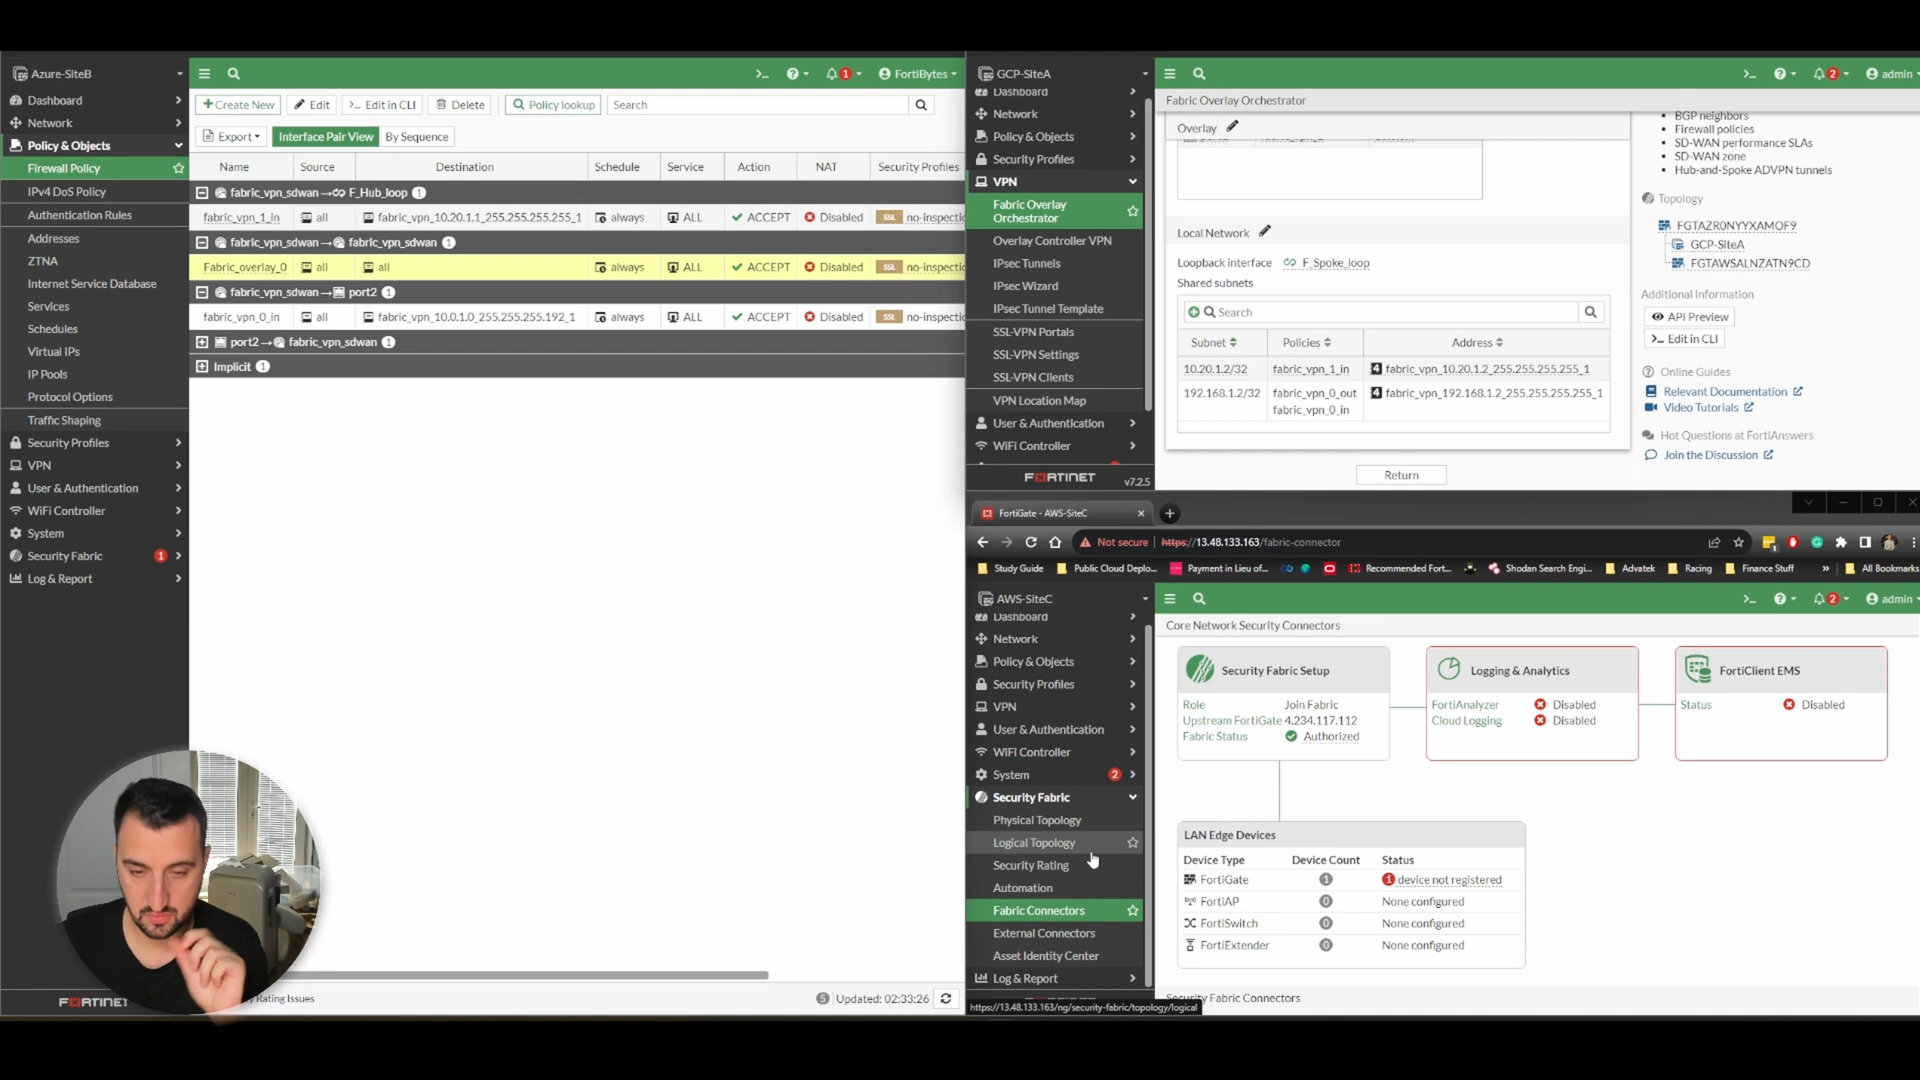 Azure-SiteB
FortiBytes
1
Dashboard
Network
Policy & Objects
Firewall Policy
IPv4 DoS Policy
Authentication Rules
Addresses
ZTNA
Internet Service Database
Services
Schedules
Virtual IPs
IP Pools
Protocol Options
Traffic Shaping
Security Profiles
VPN
User & Authentication
WiFi Controller
System
Security Fabric 1
Log & Report
+Create New Edit >_ Edit in CLI Delete Policy lookup Search
Export Interface Pair View By Sequence
Name Source Destination Schedule Service Action NAT Security Profiles
fabric_vpn_sdwan→F_Hub_loop 1
fabric_vpn_1_in all fabric_vpn_10.20.1.1_255.255.255.255_1 always ALL ACCEPT Disabled SSL no-inspectio
fabric_vpn_sdwan→fabric_vpn_sdwan 1
Fabric_overlay_0 all all always ALL ACCEPT Disabled SSL no-inspectio
fabric_vpn_sdwan→port2 1
fabric_vpn_0_in all fabric_vpn_10.0.1.0_255.255.255.192_1 always ALL ACCEPT Disabled SSL no-inspectio
port2→fabric_vpn_sdwan 1
Implicit 1
FORTINET
Rating Issues
5 Updated: 02:33:26
GCP-SiteA
2 admin
Dashboard
Network
Policy & Objects
Security Profiles
VPN
Fabric Overlay
Orchestrator
Overlay Controller VPN
IPsec Tunnels
IPsec Wizard
IPsec Tunnel Template
SSL-VPN Portals
SSL-VPN Settings
SSL-VPN Clients
VPN Location Map
User & Authentication
WiFi Controller
FORTINET v7.2.5
Fabric Overlay Orchestrator
Overlay
Local Network
Loopback interface F_Spoke_loop
Shared subnets
Search
Subnet Policies Address
10.20.1.2/32 fabric_vpn_1_in fabric_vpn_10.20.1.2_255.255.255.255_1
192.168.1.2/32 fabric_vpn_0_out fabric_vpn_192.168.1.2_255.255.255.255_1
fabric_vpn_0_in
Return
BGP neighbors
Firewall policies
SD-WAN performance SLAs
SD-WAN zone
Hub-and-Spoke ADVPN tunnels
Topology
FGTAZR0NYYXAMOF9
GCP-SiteA
FGTAWSALNZATN9CD
Additional Information
API Preview
>_ Edit in CLI
Online Guides
Relevant Documentation
Video Tutorials
Hot Questions at FortiAnswers
Join the Discussion
FortiGate - AWS-SiteC
Not secure https://13.48.133.163/fabric-connector
Study Guide Public Cloud Deplo... Payment in Lieu of... Recommended Fort... Shodan Search Engi... Advatek Racing Finance Stuff » All Bookmarks
AWS-SiteC
2 admin
Dashboard
Network
Policy & Objects
Security Profiles
VPN
User & Authentication
WiFi Controller
System 2
Security Fabric
Physical Topology
Logical Topology
Security Rating
Automation
Fabric Connectors
External Connectors
Asset Identity Center
Log & Report
https://13.48.133.163/ng/security-fabric/topology/logical
Core Network Security Connectors
Security Fabric Setup
Role Join Fabric
Upstream FortiGate 4.234.117.112
Fabric Status Authorized
Logging & Analytics
FortiAnalyzer Disabled
Cloud Logging Disabled
FortiClient EMS
Status Disabled
LAN Edge Devices
Device Type Device Count Status
FortiGate 1 1 device not registered
FortiAP 0 None configured
FortiSwitch 0 None configured
FortiExtender 0 None configured
Security Fabric Connectors